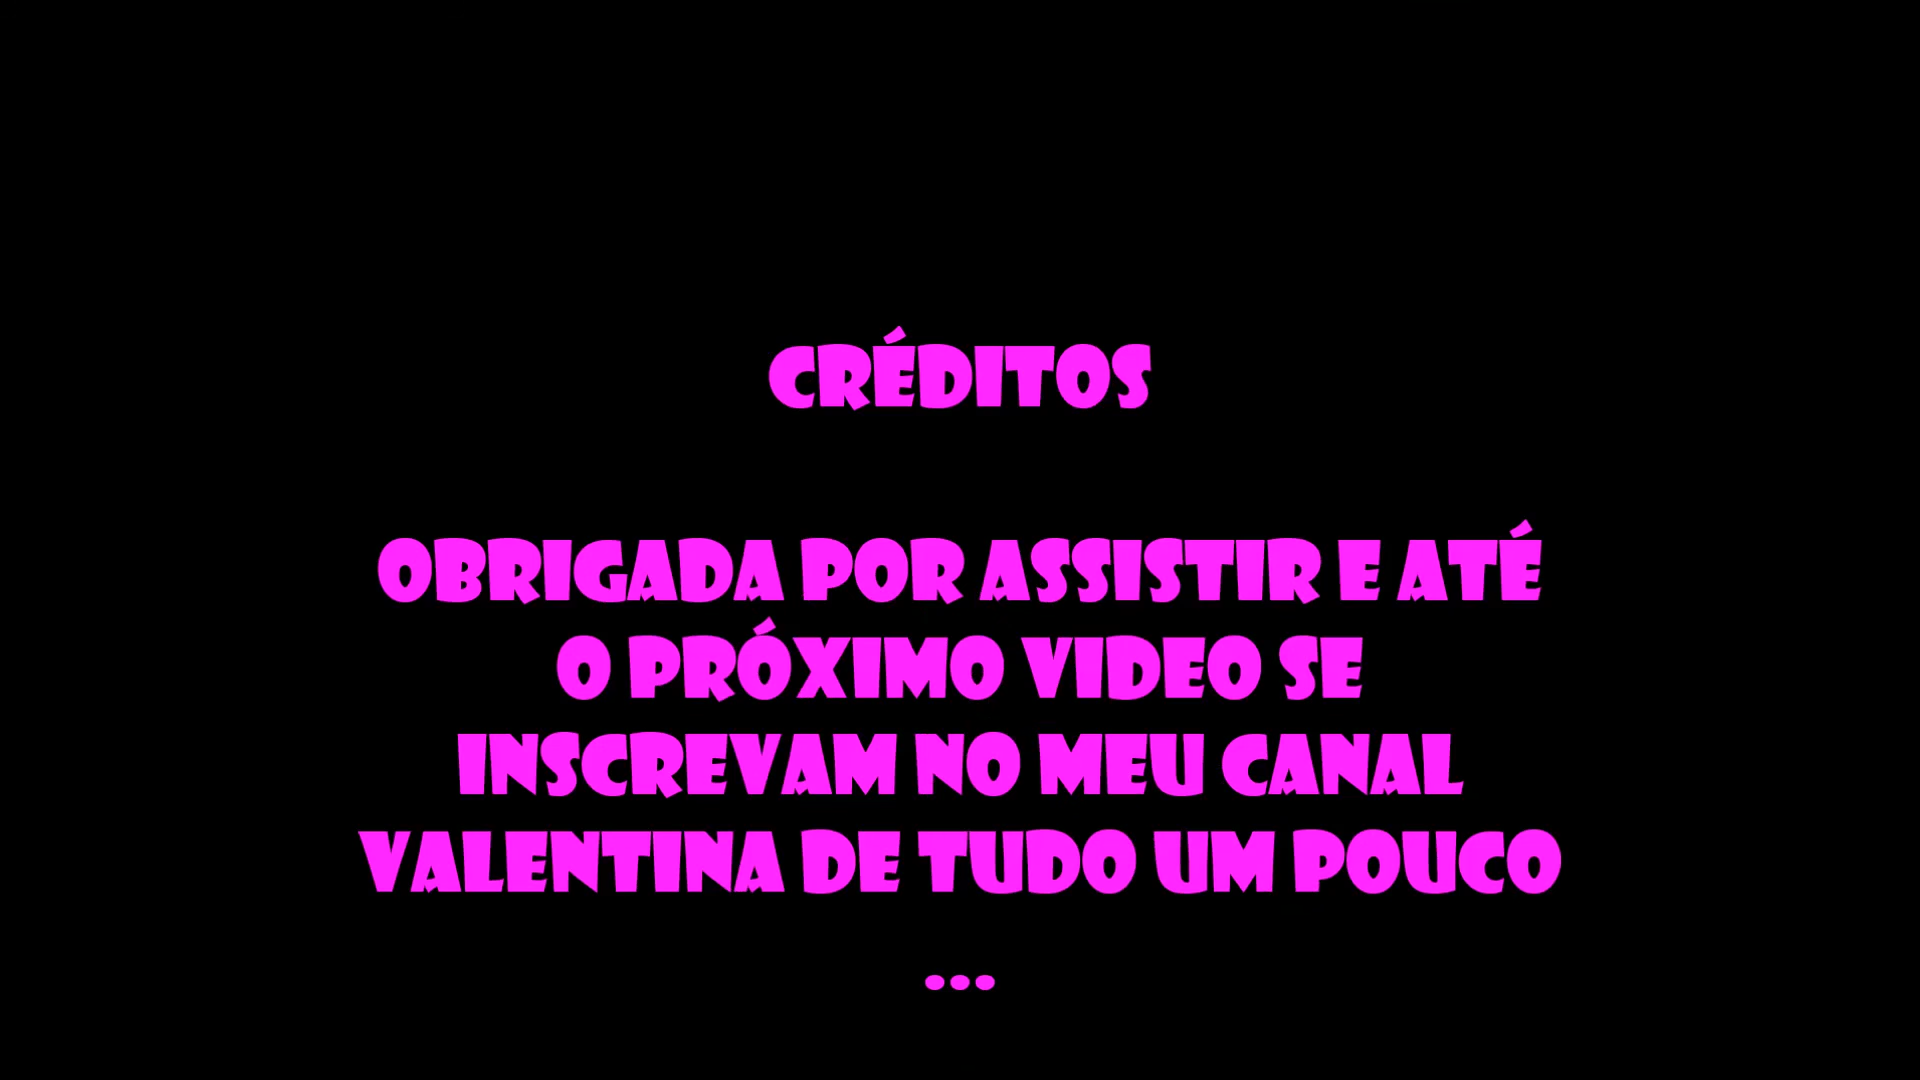 CRÉDITOS
OBRIGADA POR ASSISTIR E ATÉ
O PRÓXIMO VIDEO SE
INSCREVAM NO MEU CANAL
VALENTINA DE TUDO UM POUCO
...